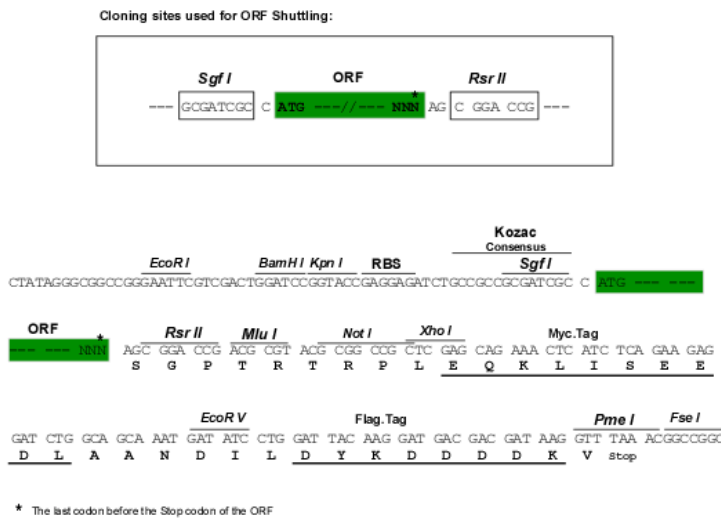 Cloning sites used for ORF Shuttling:
Sgf I ORF Rsr II
--- GCGATCGC C ATG ---//--- NNN* AG C GGA CCG ---
Kozac
Consensus
EcoR I BamH I Kpn I RBS Sgf I
CTATAGGGCGGCCGGGAATTCGTCGACTGGATCCGGTACCGAGGAGATCTGCCGCCGCGATCGC C ATG --- ---
ORF Rsr II Mlu I Not I Xho I Myc.Tag
--- --- NNN* AGC GGA CCG ACG CGT ACG CGG CCG CTC GAG CAG AAA CTC ATC TCA GAA GAG
S G P T R T R P L E Q K L I S E E
EcoR V Flag.Tag Pme I Fse I
GAT CTG GCA GCA AAT GAT ATC CTG GAT TAC AAG GAT GAC GAC GAT AAG GTT TAA ACGGCCGGC
D L A A N D I L D Y K D D D D K V Stop
* The last codon before the Stop codon of the ORF